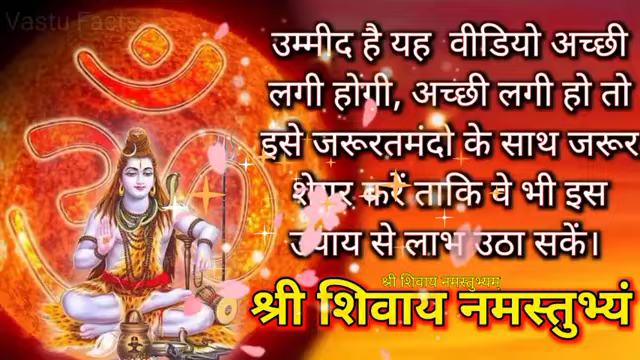 Vastu Facts
उम्मीद है यह वीडियो अच्छी
लगी होगी, अच्छी लगी हो तो
इसे जरूरतमंदो के साथ जरूर
शेयर करें ताकि वे भी इस
उपाय से लाभ उठा सकें।
श्री शिवाय नमस्तुभ्यम्
श्री शिवाय नमस्तुभ्यं